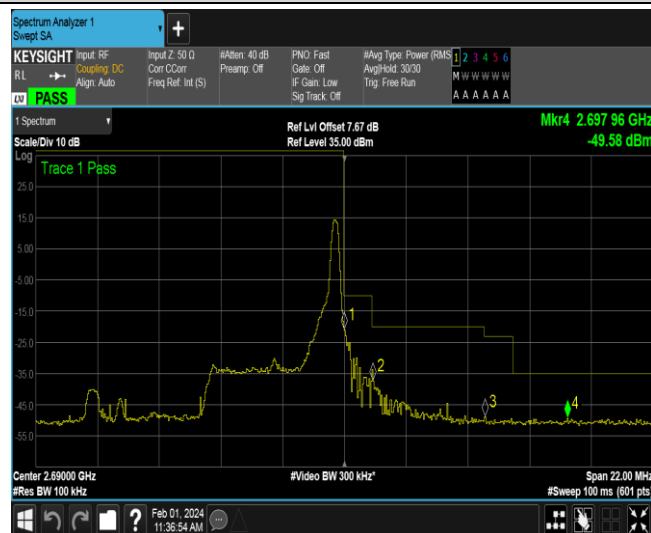 Spectrum Analyzer 1
Swept SA
+
KEYSIGHT
RL
LXI PASS
Input: RF
Coupling: DC
Align: Auto
Input Z: 50 Ω
Corr CCorr
Freq Ref: Int (S)
#Atten: 40 dB
Preamp: Off
PNO: Fast
Gate: Off
IF Gain: Low
Sig Track: Off
#Avg Type: Power (RMS
Avg|Hold: 30/30
Trig: Free Run
1 2 3 4 5 6
M W W W W W
A A A A A A
1 Spectrum
Scale/Div 10 dB
Ref Lvl Offset 7.67 dB
Ref Level 35.00 dBm
Mkr4 2.697 96 GHz
-49.58 dBm
Log
Trace 1 Pass
25.0
15.0
5.00
-5.00
-15.0
-25.0
-35.0
-45.0
-55.0
1
2
3
4
Center 2.69000 GHz
#Res BW 100 kHz
#Video BW 300 kHz*
Span 22.00 MHz
#Sweep 100 ms (601 pts
?
Feb 01, 2024
11:36:54 AM